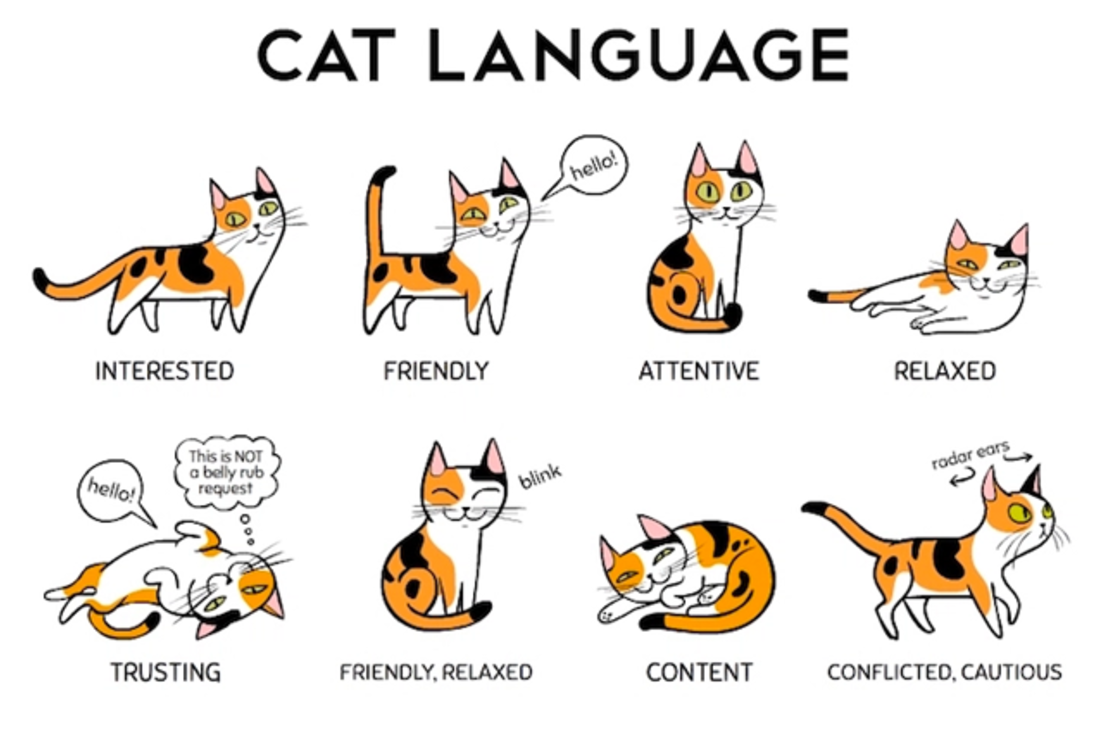 CAT LANGUAGE
hello!
INTERESTED
FRIENDLY
ATTENTIVE
RELAXED
hello!
This is NOT
a belly rub
request
blink
radar ears
TRUSTING
FRIENDLY, RELAXED
CONTENT
CONFLICTED, CAUTIOUS